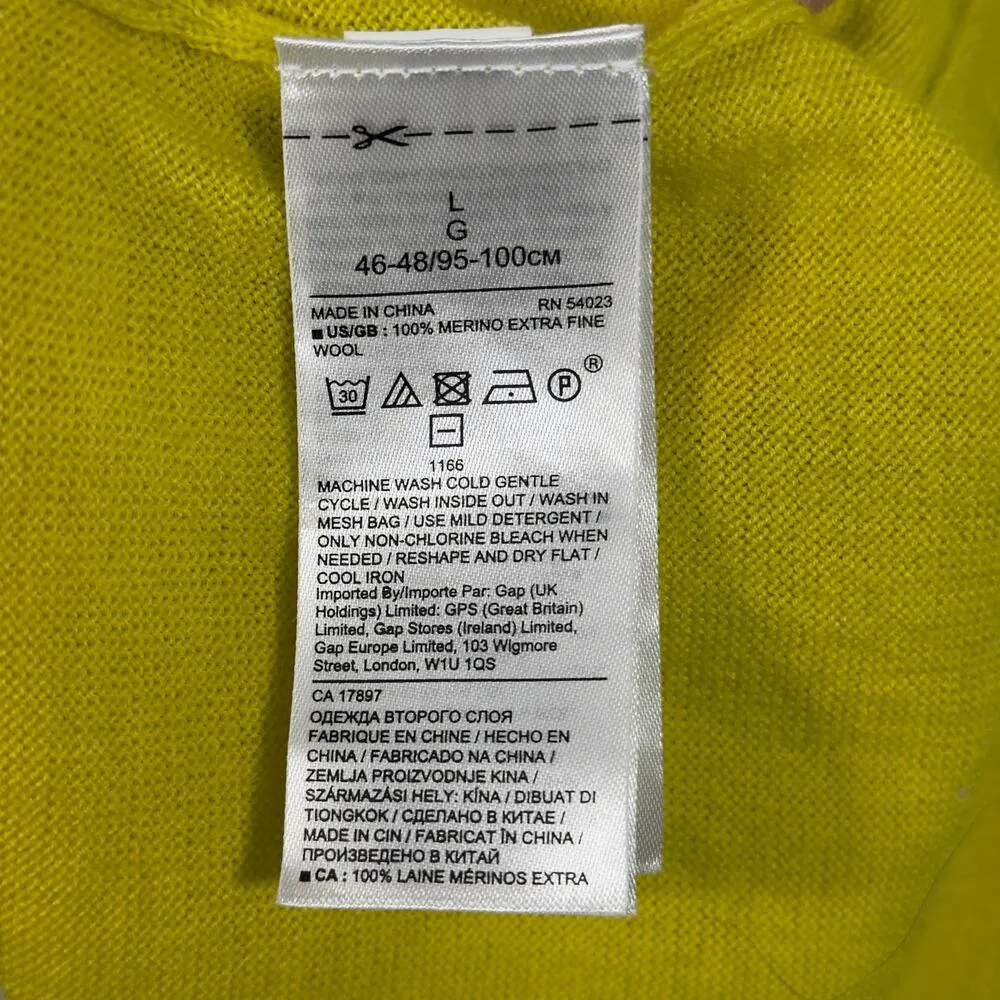 L
G
46-48/95-100CM
MADE IN CHINA RN 54023
US/GB : 100% MERINO EXTRA FINE
WOOL
30 P ®
1166
MACHINE WASH COLD GENTLE
CYCLE / WASH INSIDE OUT / WASH IN
MESH BAG / USE MILD DETERGENT /
ONLY NON-CHLORINE BLEACH WHEN
NEEDED / RESHAPE AND DRY FLAT /
COOL IRON
Imported By/Importe Par: Gap (UK
Holdings) Limited: GPS (Great Britain)
Limited, Gap Stores (Ireland) Limited,
Gap Europe Limited, 103 Wigmore
Street, London, W1U 1QS
CA 17897
ОДЕЖДА ВТОРОГО СЛОЯ
FABRIQUE EN CHINE / HECHO EN
CHINA / FABRICADO NA CHINA /
ZEMLJA PROIZVODNJE KINA /
SZÁRMAZÁSI HELY: KÍNA / DIBUAT DI
TIONGKOK / СДЕЛАНО В КИТАЕ /
MADE IN CIN / FABRICAT ÎN CHINA /
ПРОИЗВЕДЕНО В КИТАЙ
CA : 100% LAINE MÉRINOS EXTRA